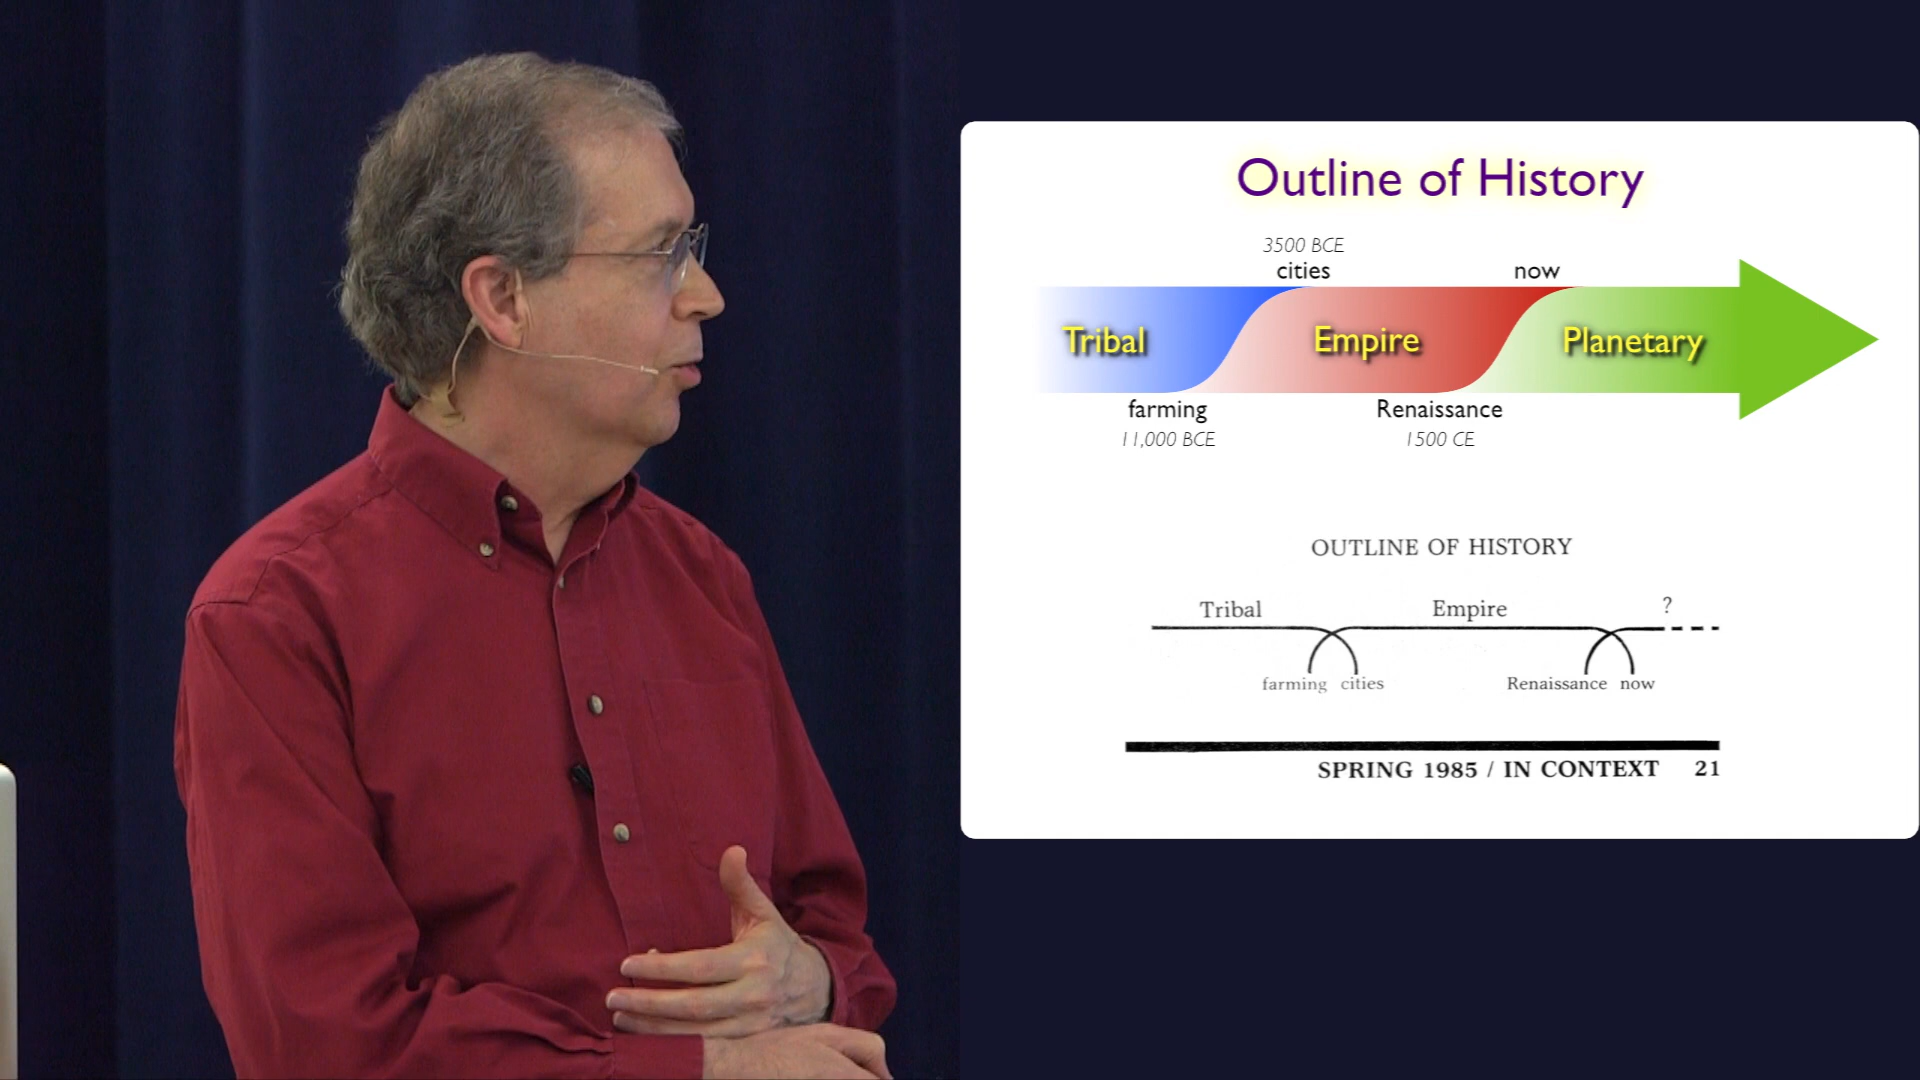 Outline of History
3500 BCE
cities now
Tribal Empire Planetary
farming Renaissance
11,000 BCE 1500 CE
OUTLINE OF HISTORY
Tribal Empire ?
farming cities Renaissance now
SPRING 1985 / IN CONTEXT 21